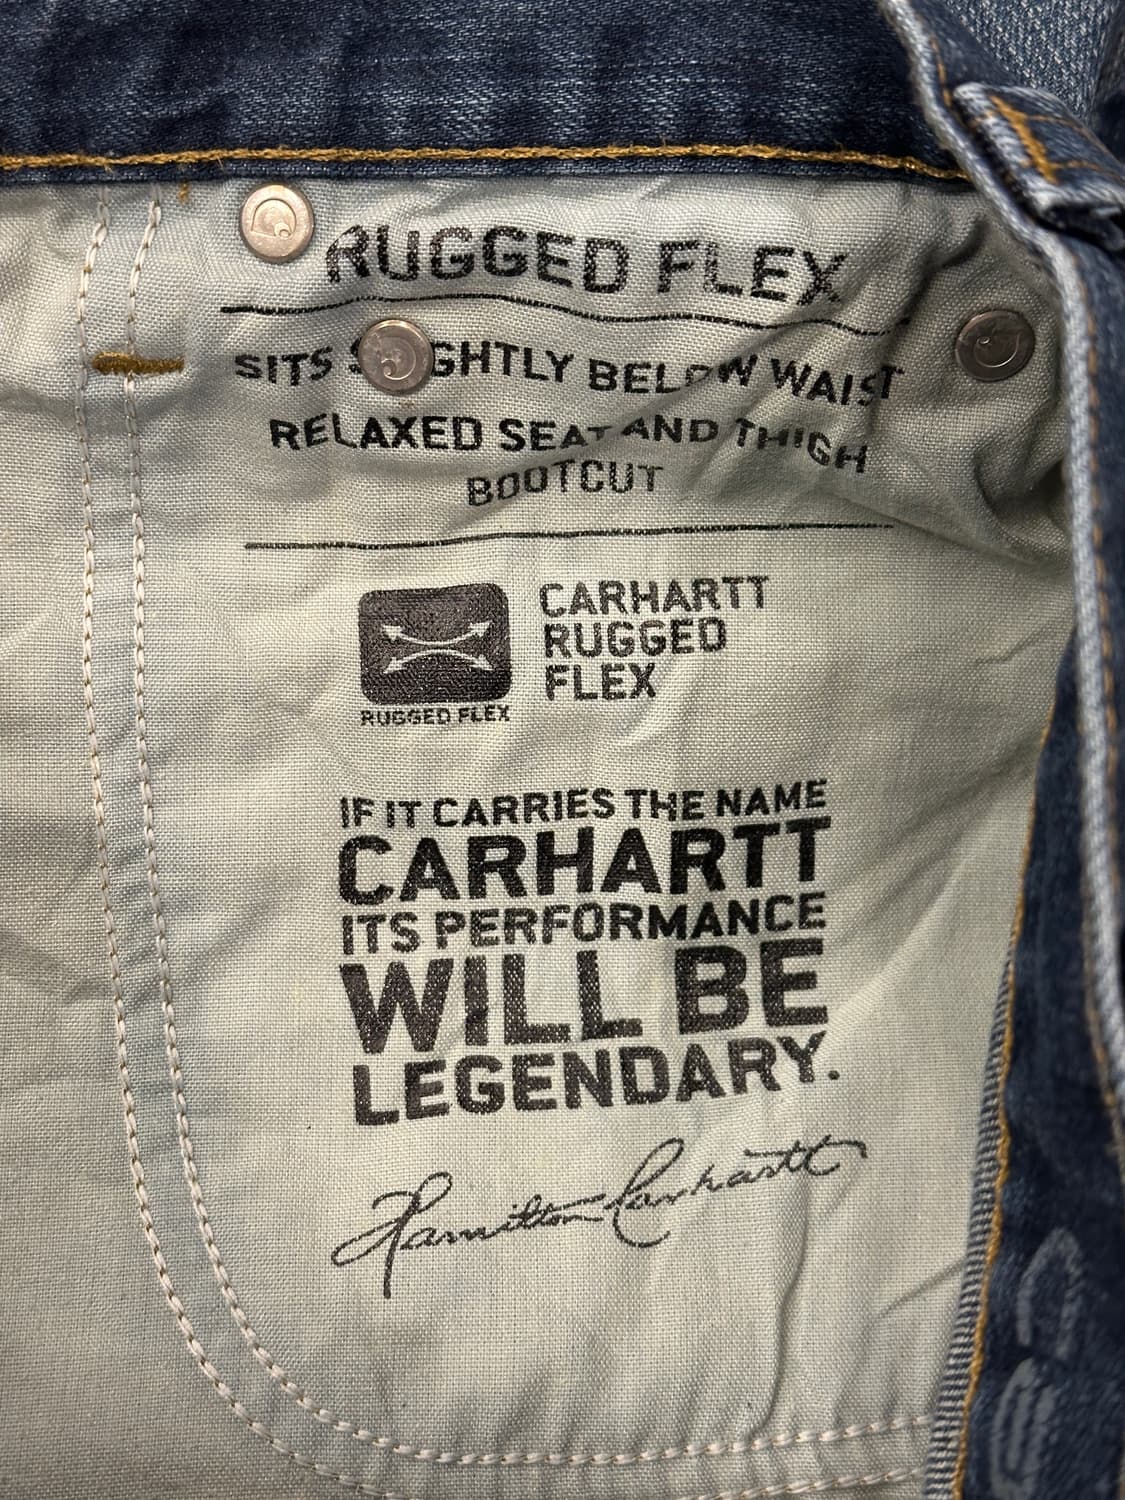 RUGGED FLEX
SITS SLIGHTLY BELOW WAIST
RELAXED SEAT AND THIGH
BOOTCUT
CARHARTT
RUGGED
FLEX
RUGGED FLEX
IF IT CARRIES THE NAME
CARHARTT
ITS PERFORMANCE
WILL BE
LEGENDARY.
Hamilton Carhartt